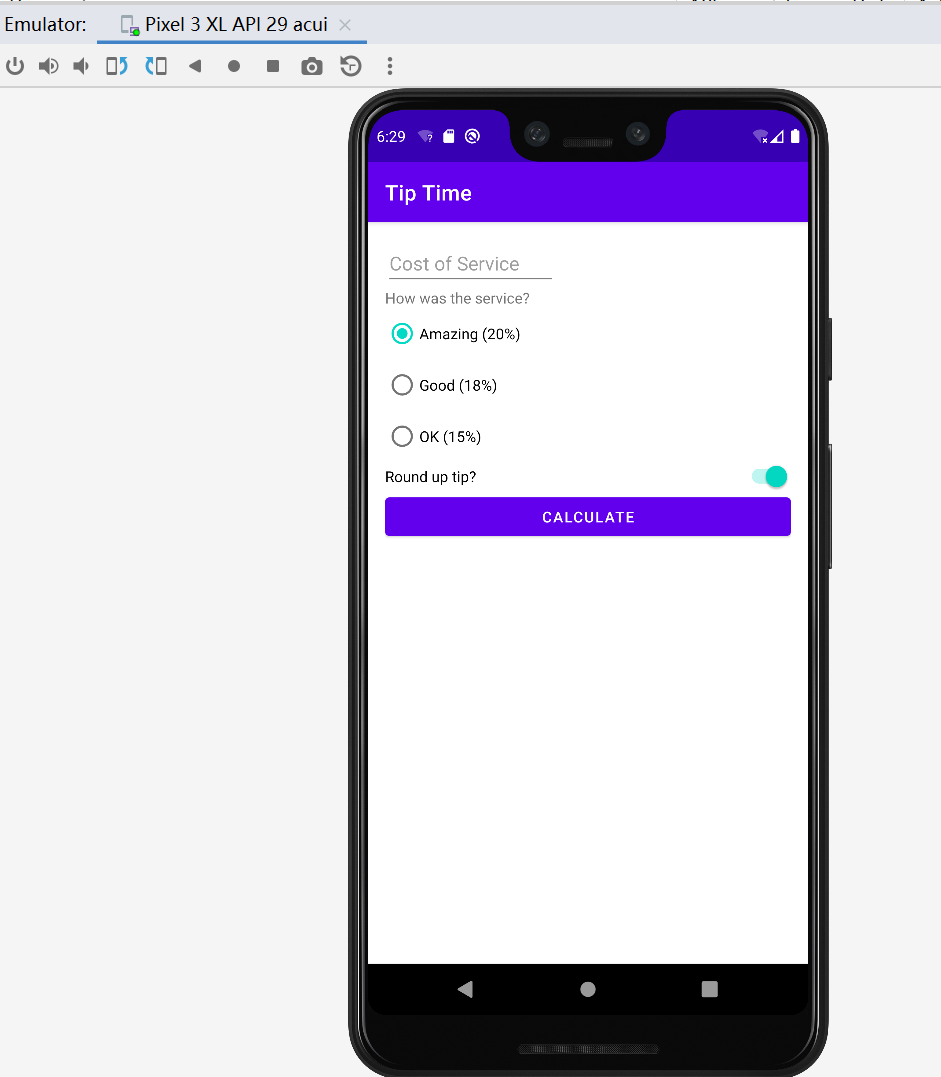 Emulator:
Pixel 3 XL API 29 acui
6:29
Tip Time
Cost of Service
How was the service?
Amazing (20%)
Good (18%)
OK (15%)
Round up tip?
CALCULATE